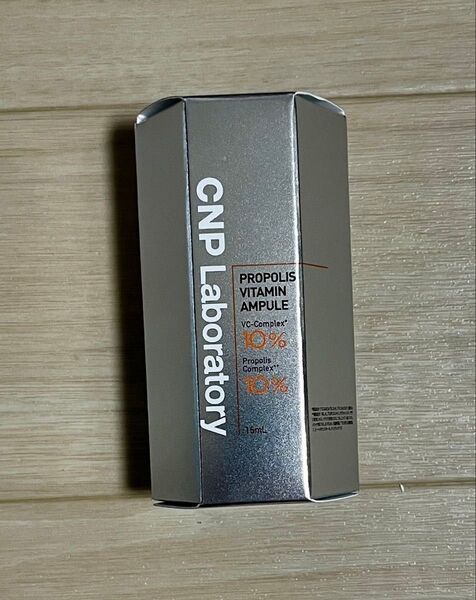 CNP Laboratory
PROPOLIS
VITAMIN
AMPULE
VC-Complex*
10%
Propolis
Complex**
10%
15mL